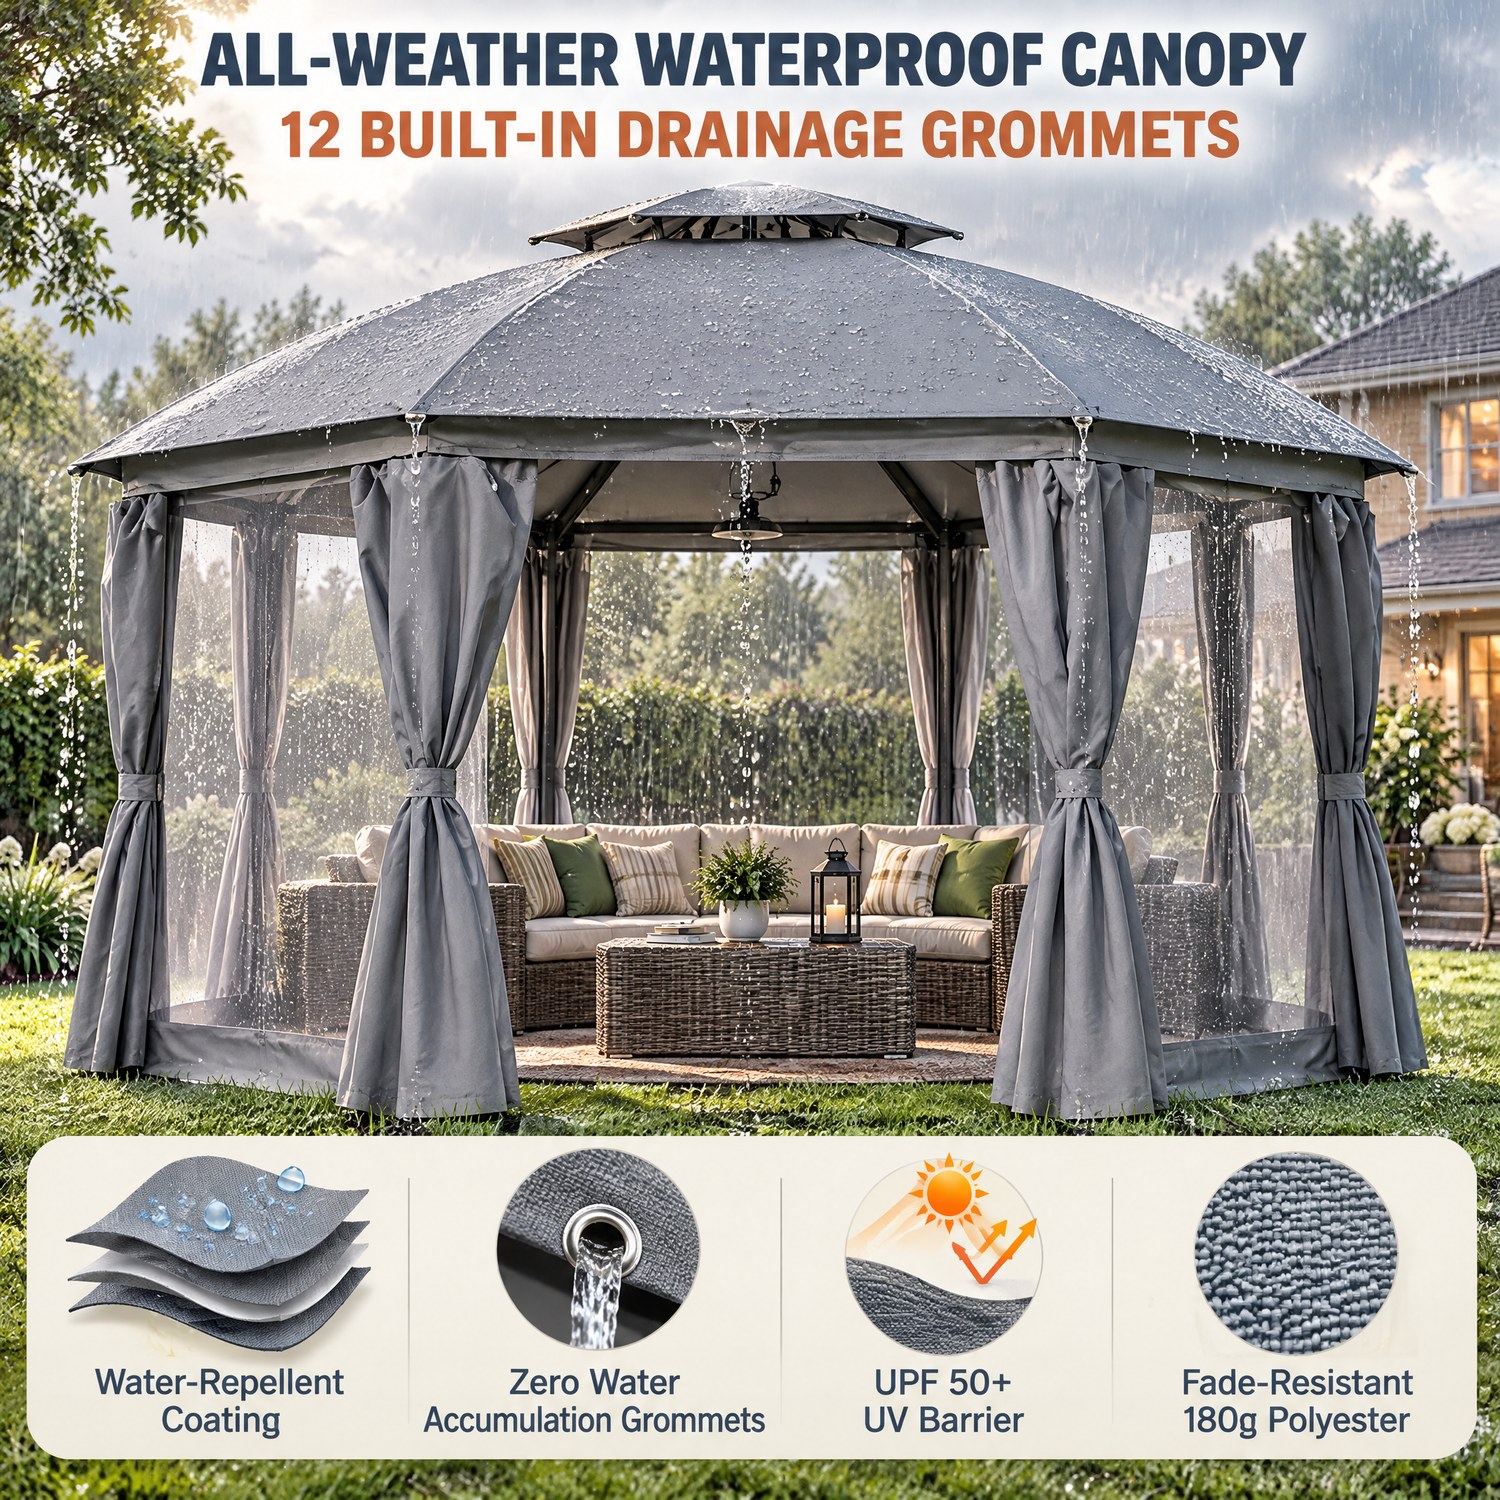 ALL-WEATHER WATERPROOF CANOPY
12 BUILT-IN DRAINAGE GROMMETS
Water-Repellent
Coating
Zero Water
Accumulation Grommets
UPF 50+
UV Barrier
Fade-Resistant
180g Polyester